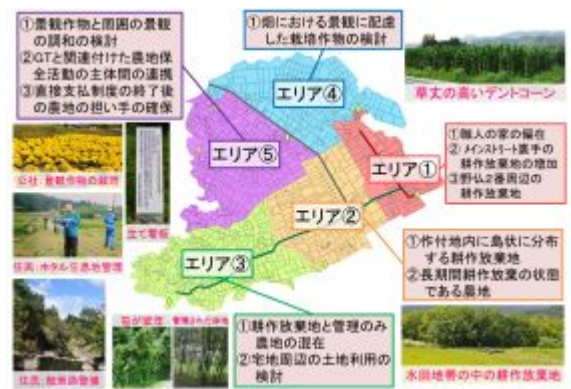 ①景観作物と周囲の景観
の調和の検討
②GTと関連付けた農地保
全活動の主体間の連携
③直接支払制度の終了後
の農地の担い手の確保
①畑における景観に配慮
した栽培作物の検討
草丈の高いデントコーン
エリア④
エリア⑤
エリア①
エリア②
エリア③
①職人の家の偏在
②メインストリート裏手の
耕作放棄地の増加
③野仏2番周辺の
耕作放棄地
公社:景観作物の栽培
立て看板
住民:ホタル生息地管理
①作付地内に島状に分布
する耕作放棄地
②長期間耕作放棄の状態
である農地
①耕作放棄地と管理のみ
農地の混在
②宅地周辺の土地利用の
検討
水田地帯の中の耕作放棄地